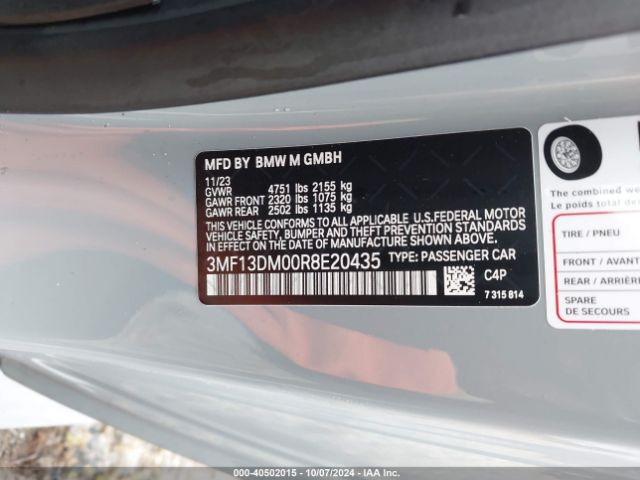 MFD BY BMW M GMBH
11/23
GVWR 4751 lbs 2155 kg
GAWR FRONT 2320 lbs 1075 kg
GAWR REAR 2502 lbs 1135 kg
THIS VEHICLE CONFORMS TO ALL APPLICABLE U.S.FEDERAL MOTOR
VEHICLE SAFETY, BUMPER AND THEFT PREVENTION STANDARDS
IN EFFECT ON THE DATE OF MANUFACTURE SHOWN ABOVE.
3MF13DM00R8E20435 TYPE: PASSENGER CAR
C4P
7 315 814
The combined we
Le poids total de
TIRE / PNEU
FRONT / AVANT
REAR / ARRIÈRE
SPARE
DE SECOURS
000-40502015 - 10/07/2024 - IAA Inc.